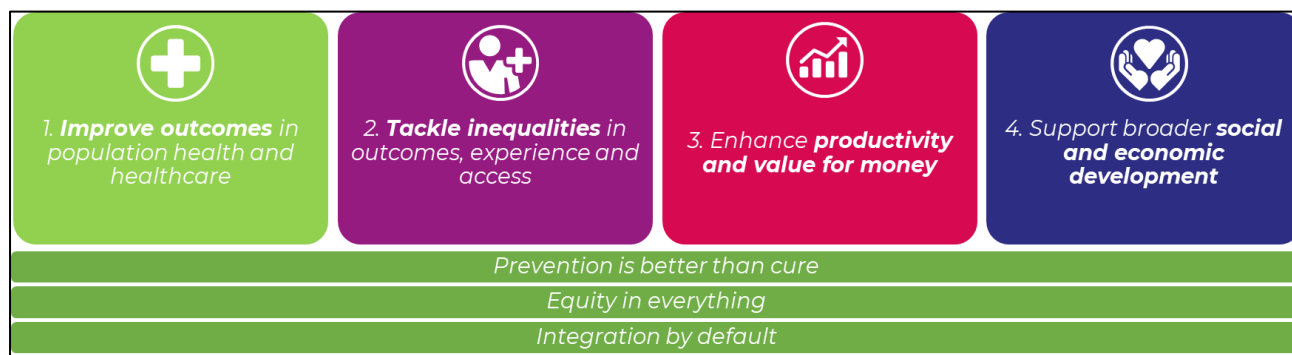 1. Improve outcomes in
population health and
healthcare
2. Tackle inequalities in
outcomes, experience and
access
3. Enhance productivity
and value for money
4. Support broader social
and economic
development
Prevention is better than cure
Equity in everything
Integration by default